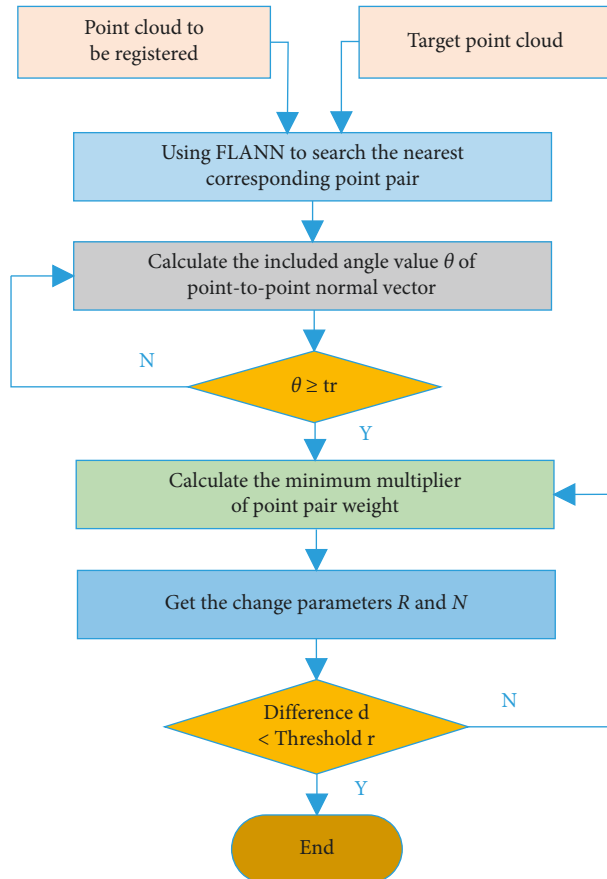 Point cloud to
be registered
Target point cloud
Using FLANN to search the nearest
corresponding point pair
Calculate the included angle value θ of
point-to-point normal vector
N
θ ≥ tr
Y
Calculate the minimum multiplier
of point pair weight
Get the change parameters R and N
Difference d
< Threshold r
N
Y
End